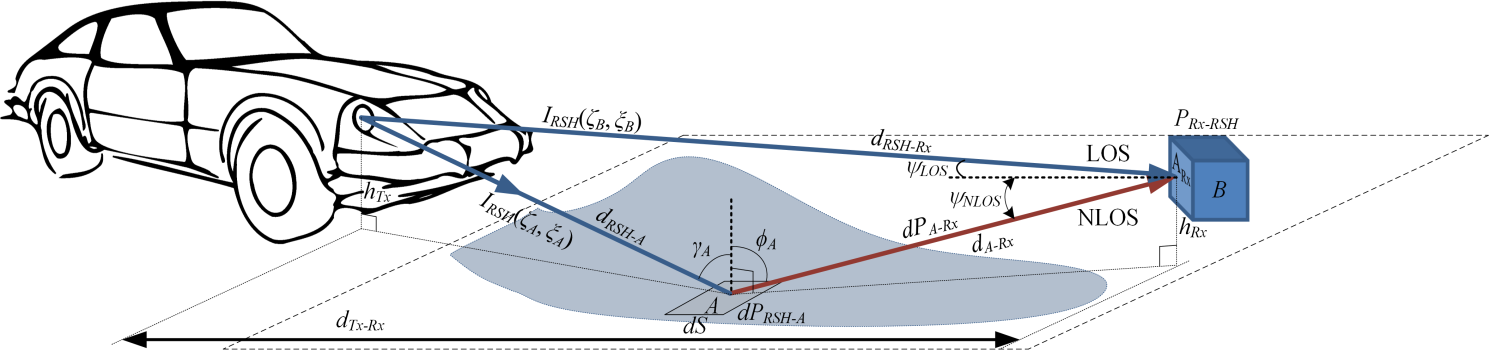 P_{Rx-RSH}
I_{RSH}(ζ_B, ξ_B)
d_{RSH-Rx}
LOS
ψ_{LOS}
A_{Rx}
B
h_{Tx}
I_{RSH}(ζ_A, ξ_A)
d_{RSH-A}
ψ_{NLOS}
NLOS
dP_{A-Rx}
d_{A-Rx}
h_{Rx}
γ_A
ϕ_A
A
dP_{RSH-A}
dS
d_{Tx-Rx}